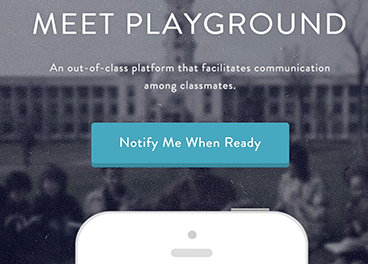 MEET PLAYGROUND
An out-of-class platform that facilitates communication
among classmates.
Notify Me When Ready